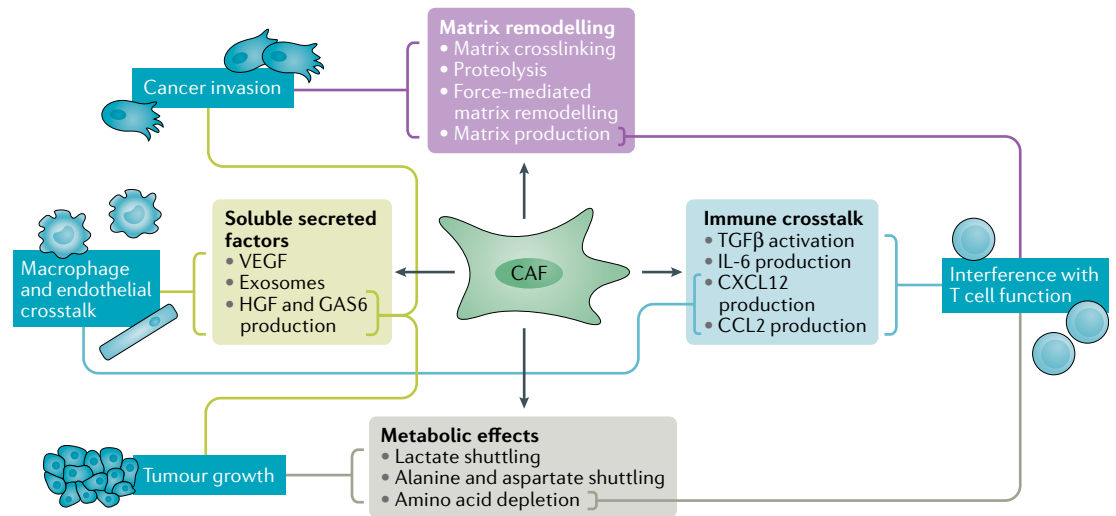 Matrix remodelling
• Matrix crosslinking
• Proteolysis
• Force-mediated
matrix remodelling
• Matrix production
Cancer invasion
Soluble secreted
factors
• VEGF
• Exosomes
• HGF and GAS6
production
Macrophage
and endothelial
crosstalk
CAF
Immune crosstalk
• TGFβ activation
• IL-6 production
• CXCL12
production
• CCL2 production
Interference with
T cell function
Metabolic effects
• Lactate shuttling
• Alanine and aspartate shuttling
• Amino acid depletion
Tumour growth